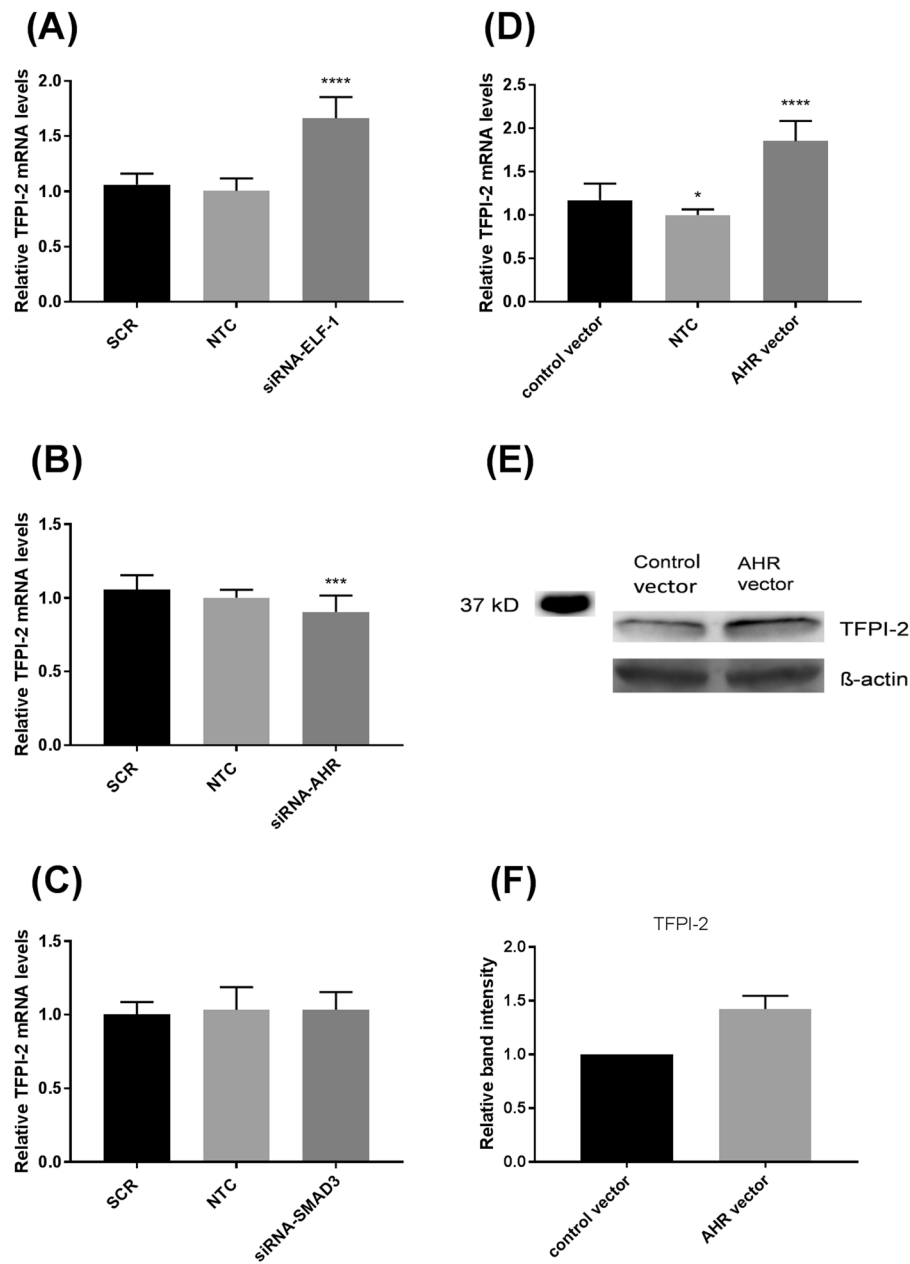 (A)
Relative TFPI-2 mRNA levels
2.0
1.5
1.0
0.5
0.0
****
SCR
NTC
siRNA-ELF-1
(D)
Relative TFPI-2 mRNA levels
2.5
2.0
1.5
1.0
0.5
0.0
*
****
control vector
NTC
AHR vector
(B)
Relative TFPI-2 mRNA levels
1.5
1.0
0.5
0.0
***
SCR
NTC
siRNA-AHR
(E)
Control
vector
AHR
vector
37 kD
TFPI-2
ß-actin
(C)
Relative TFPI-2 mRNA levels
1.5
1.0
0.5
0.0
SCR
NTC
siRNA-SMAD3
(F)
TFPI-2
Relative band intensity
2.0
1.5
1.0
0.5
0.0
control vector
AHR vector